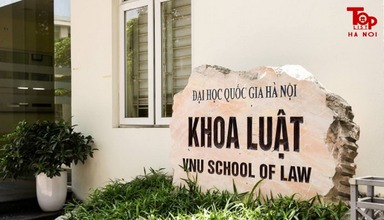 TOP
HÀ NỘI
ĐẠI HỌC QUỐC GIA HÀ NỘI
KHOA LUẬT
VNU SCHOOL OF LAW